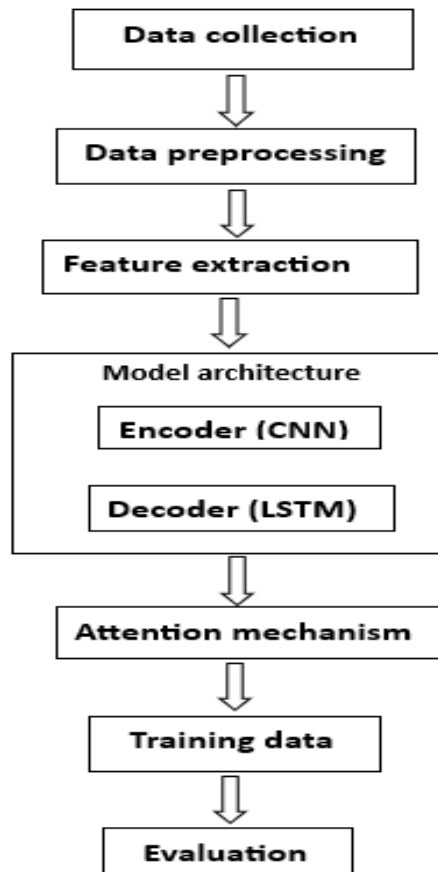 Data collection
Data preprocessing
Feature extraction
Model architecture
Encoder (CNN)
Decoder (LSTM)
Attention mechanism
Training data
Evaluation